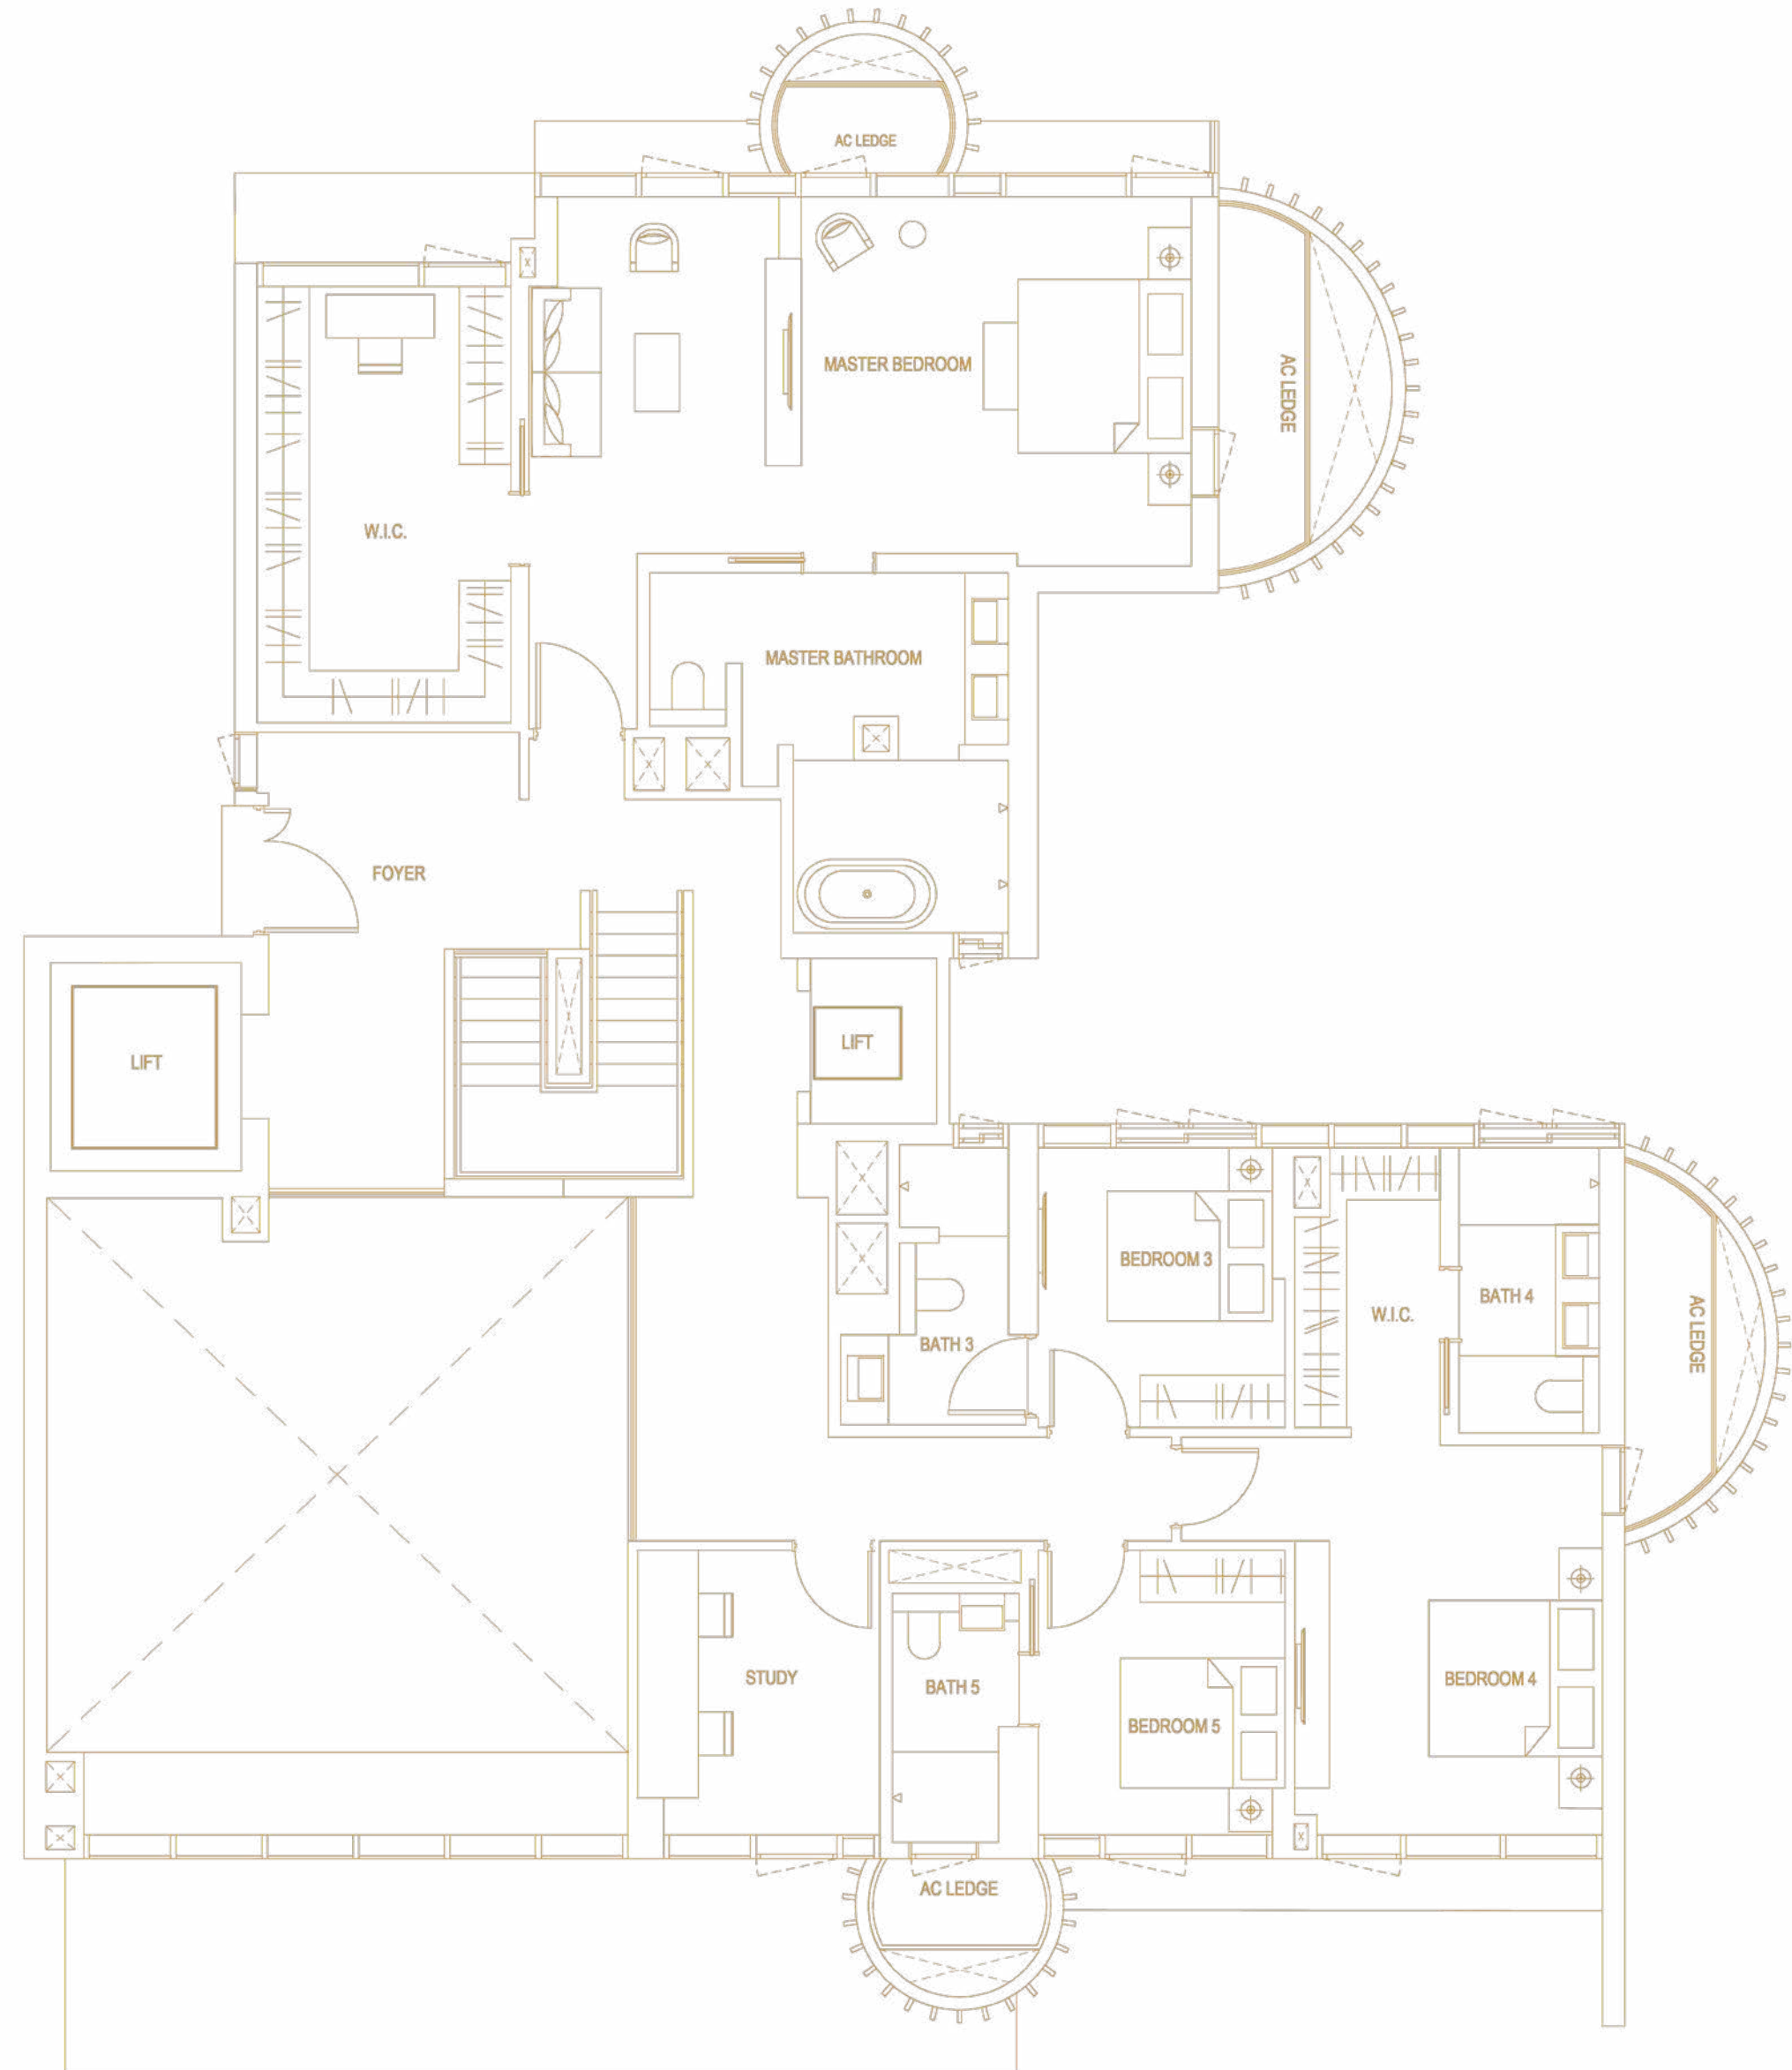 AC LEDGE
MASTER BEDROOM
AC LEDGE
W.I.C.
MASTER BATHROOM
FOYER
LIFT
LIFT
BEDROOM 3
BATH 4
W.I.C.
BATH 3
AC LEDGE
STUDY
BATH 5
BEDROOM 4
BEDROOM 5
AC LEDGE